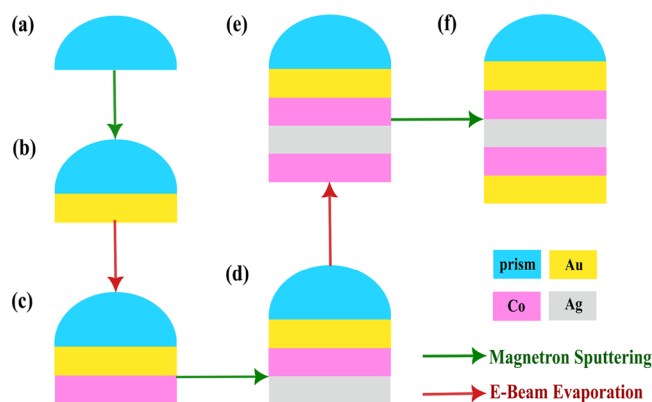 (a)
(b)
(c)
(d)
(e)
(f)
prism
Au
Co
Ag
Magnetron Sputtering
E-Beam Evaporation